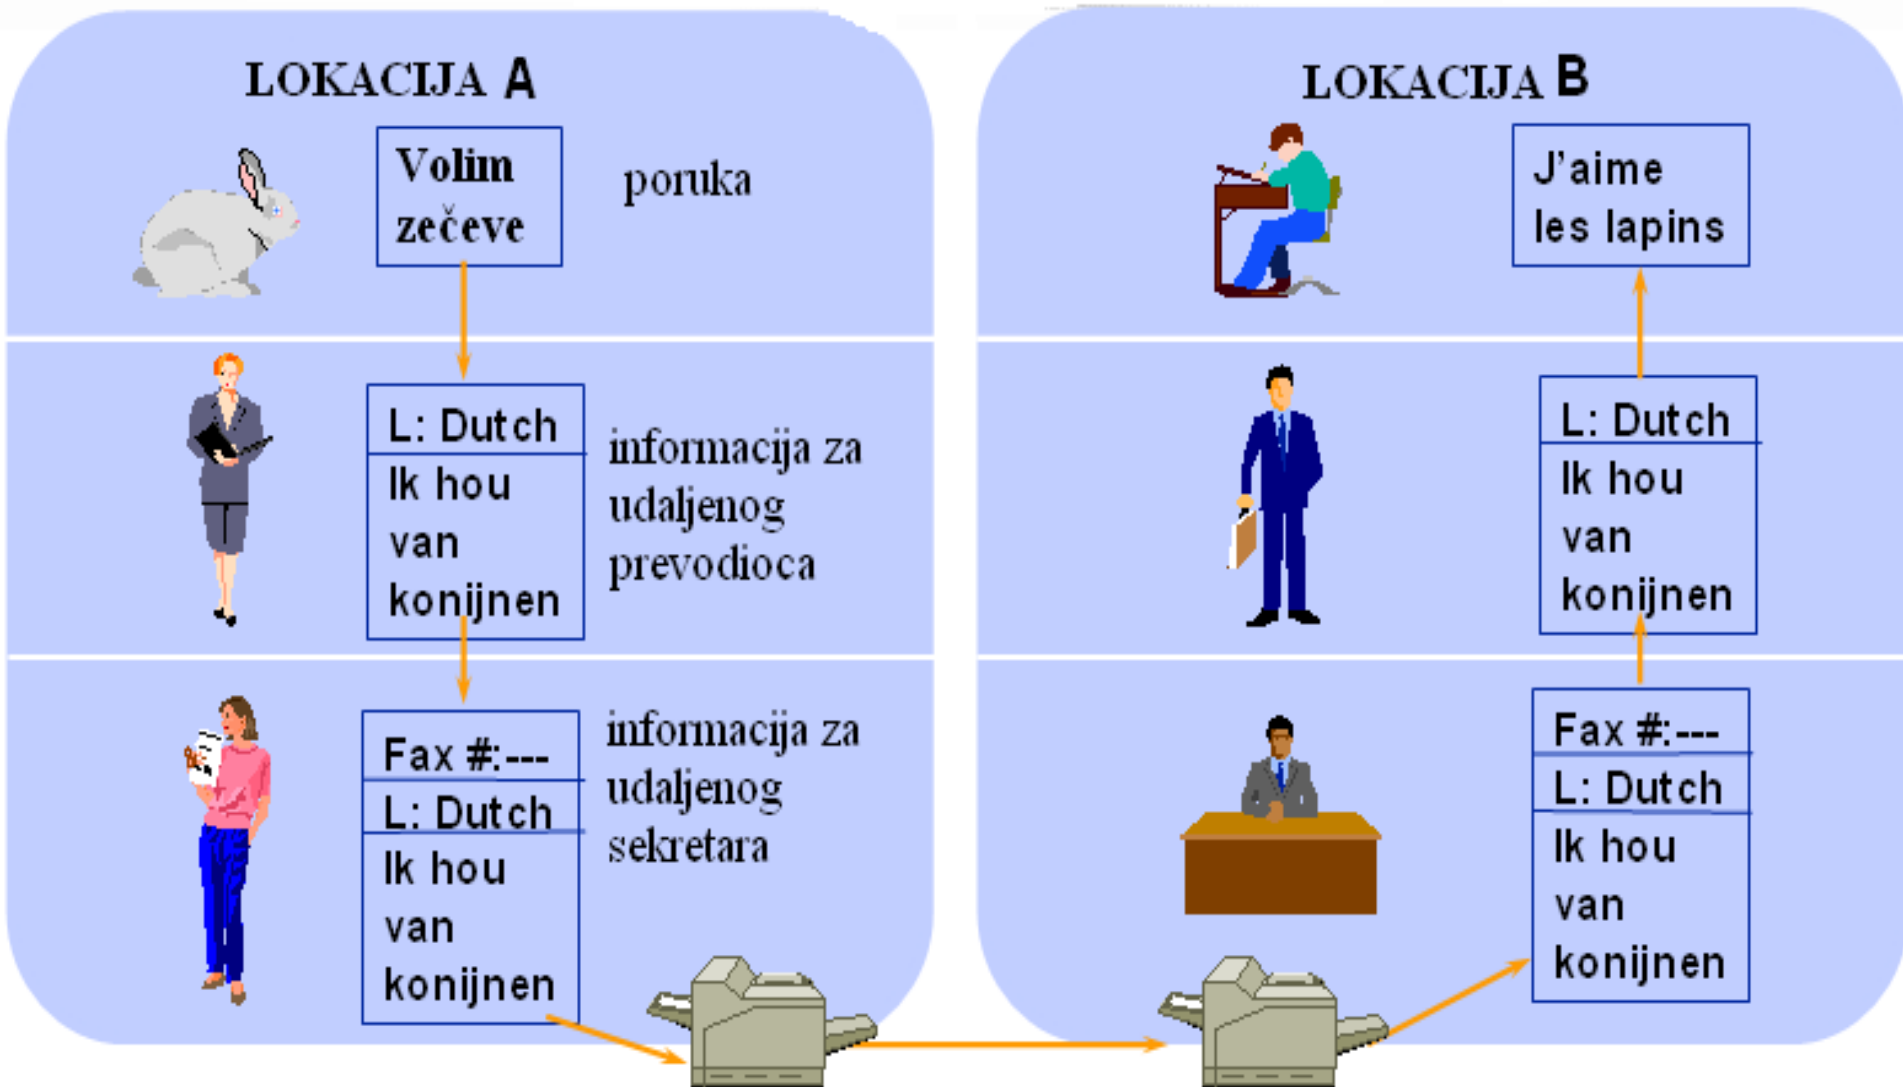 LOKACIJA A
Volim
zečeve
poruka
L: Dutch
Ik hou
van
konijnen
informacija za
udaljenog
prevodioca
Fax #:---
L: Dutch
Ik hou
van
konijnen
informacija za
udaljenog
sekretara
LOKACIJA B
J'aime
les lapins
L: Dutch
Ik hou
van
konijnen
Fax #:---
L: Dutch
Ik hou
van
konijnen